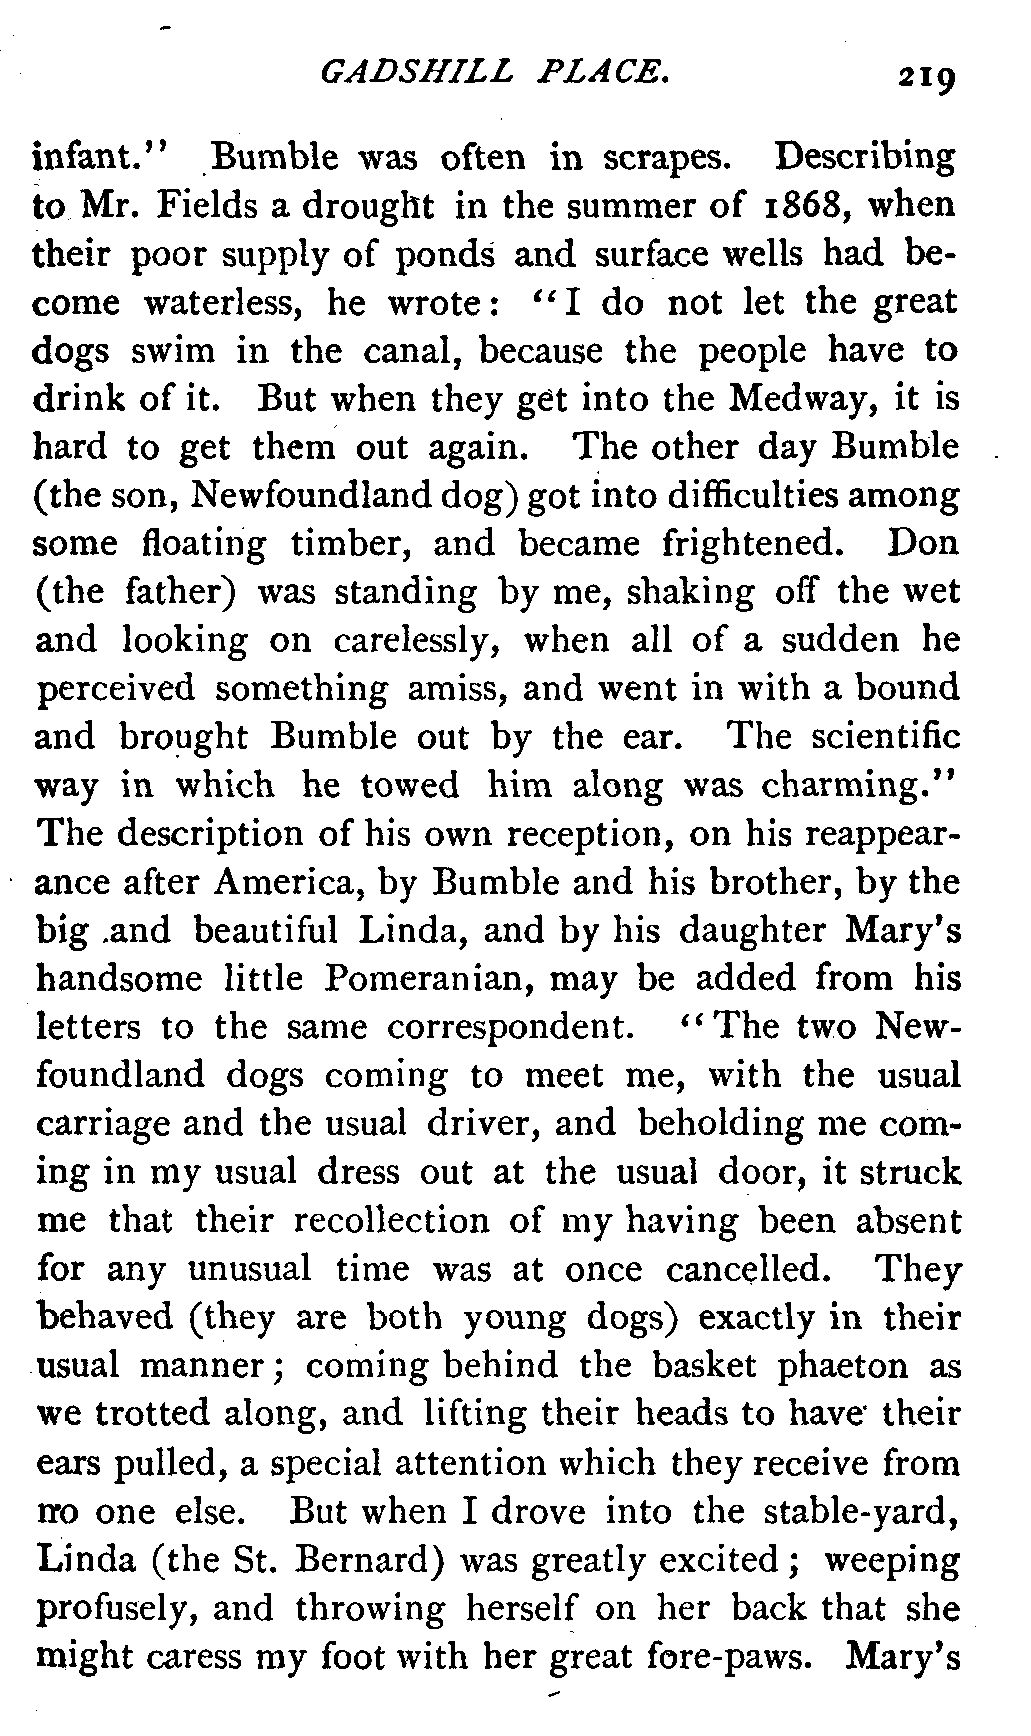 GADSHILL PLACE. 219
infant.'' Bumble was often in scrapes. Describing
to Mr. Fields a drought in the summer of 1868, when
their poor supply of ponds and surface wells had be-
come waterless, he wrote: ‘‘I do not let the great
dogs swim in the canal, because the people have to
drink of it. But when they get into the Medway, it is
hard to get them out again. The other day Bumble
(the son, Newfoundland dog) got into difficulties among
some floating timber, and became frightened. Don
(the father) was standing by me, shaking off the wet
and looking on carelessly, when all of a sudden he
perceived something amiss, and went in with a bound
and brought Bumble out by the ear. The scientific
way in which he towed him along was charming.''
The description of his own reception, on his reappear-
ance after America, by Bumble and his brother, by the
big and beautiful Linda, and by his daughter Mary's
handsome little Pomeranian, may be added from his
letters to the same correspondent. ‘‘The two New-
foundland dogs coming to meet me, with the usual
carriage and the usual driver, and beholding me com-
ing in my usual dress out at the usual door, it struck
me that their recollection of my having been absent
for any unusual time was at once cancelled. They
behaved (they are both young dogs) exactly in their
usual manner; coming behind the basket phaeton as
we trotted along, and lifting their heads to have their
ears pulled, a special attention which they receive from
no one else. But when I drove into the stable-yard,
Linda (the St. Bernard) was greatly excited; weeping
profusely, and throwing herself on her back that she
might caress my foot with her great fore-paws. Mary's